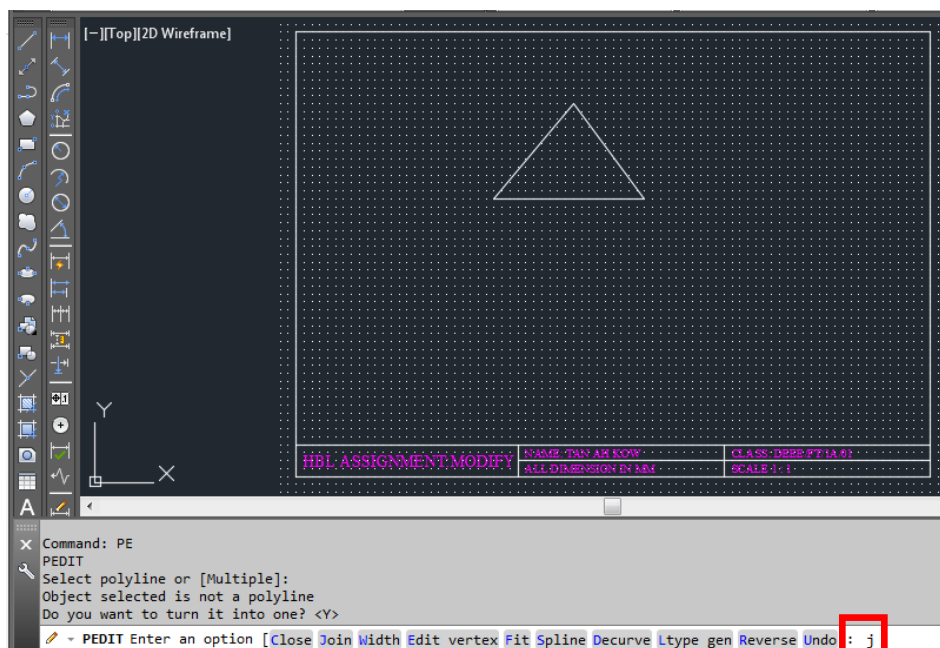 [−][Top][2D Wireframe]
Y
X
HBL ASSIGNMENT:MODIFY
NAME: TAN AH KOW
CLASS: DEEE/FT/1A/01
ALL DIMENSION IN MM
SCALE 1 : 1
A
Command: PE
PEDIT
Select polyline or [Multiple]:
Object selected is not a polyline
Do you want to turn it into one? <Y>
PEDIT Enter an option [Close Join Width Edit vertex Fit Spline Decurve Ltype gen Reverse Undo : j